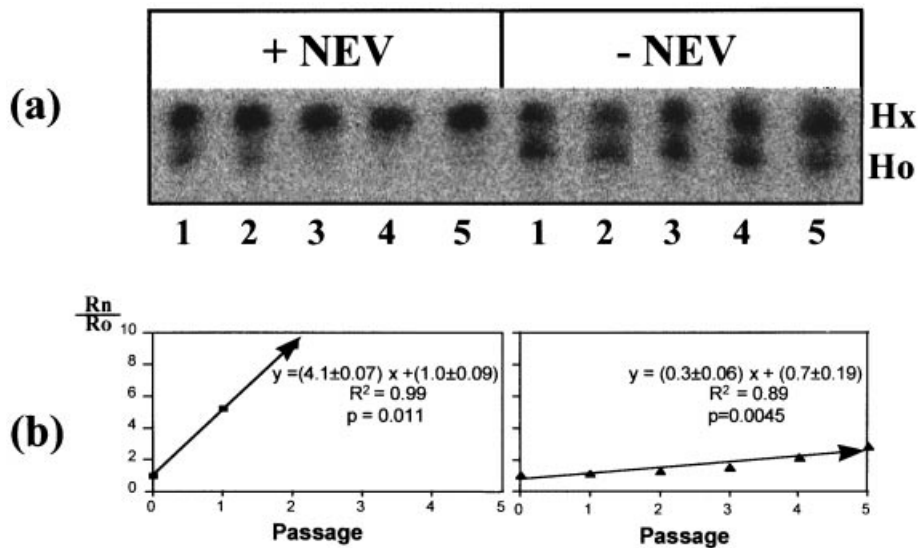 + NEV - NEV
(a)
Hx
Ho
1 2 3 4 5 1 2 3 4 5
Rn
Ro
10
8
6
4
2
0
y =(4.1±0.07) x +(1.0±0.09)
R² = 0.99
p = 0.011
y = (0.3±0.06) x + (0.7±0.19)
R² = 0.89
p=0.0045
(b)
0 1 2 3 4 5 0 1 2 3 4 5
Passage Passage